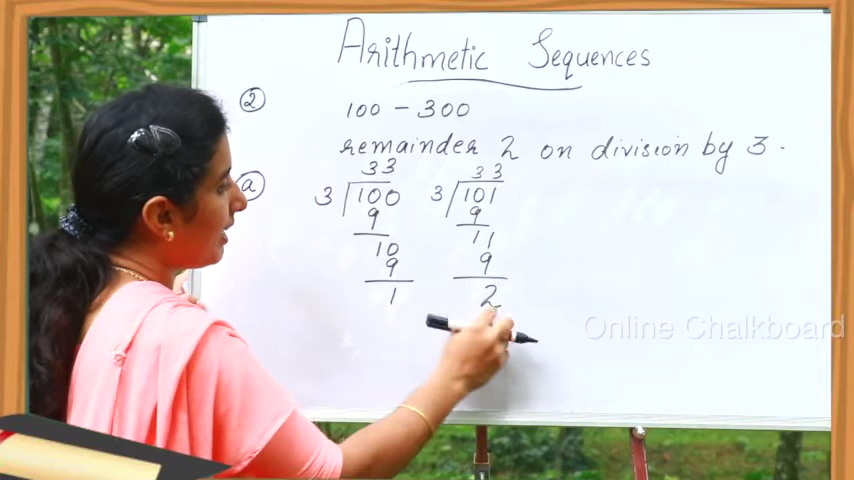 Arithmetic Sequences
② 100 - 300
remainder 2 on division by 3.
ⓐ 33 33
3 100 3 101
9 9
10 11
9 9
1 2
Online Chalkboard